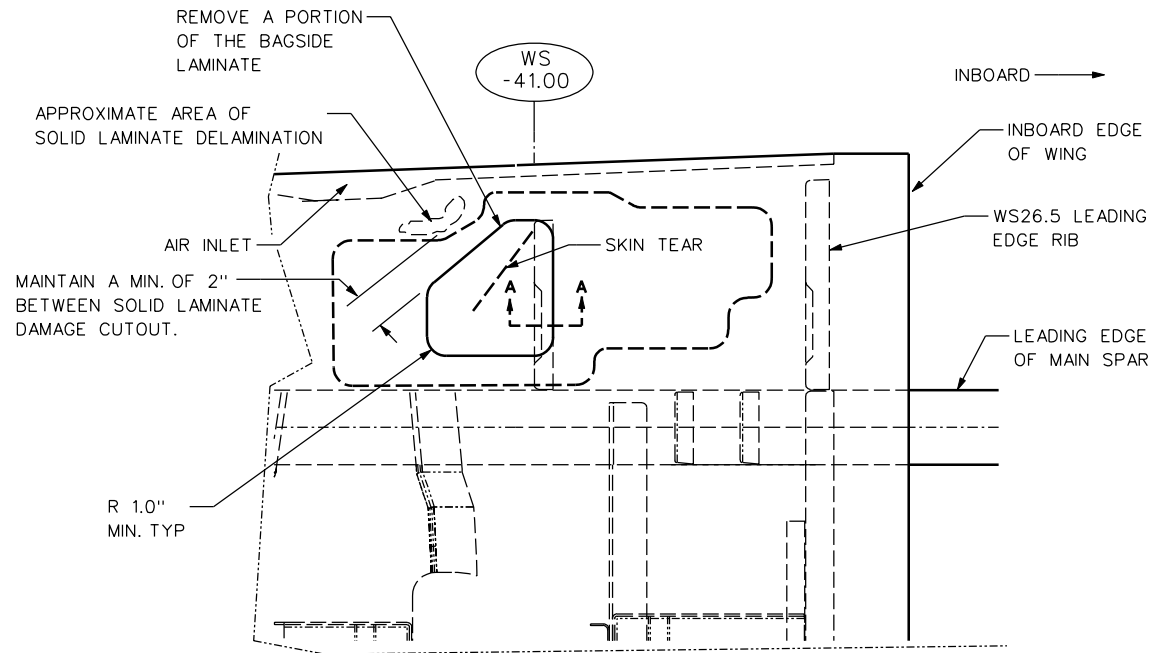 REMOVE A PORTION
OF THE BAGSIDE
LAMINATE
WS
-41.00
INBOARD
APPROXIMATE AREA OF
SOLID LAMINATE DELAMINATION
INBOARD EDGE
OF WING
AIR INLET
SKIN TEAR
WS26.5 LEADING
EDGE RIB
MAINTAIN A MIN. OF 2"
BETWEEN SOLID LAMINATE
DAMAGE CUTOUT.
A
A
LEADING EDGE
OF MAIN SPAR
R 1.0"
MIN. TYP